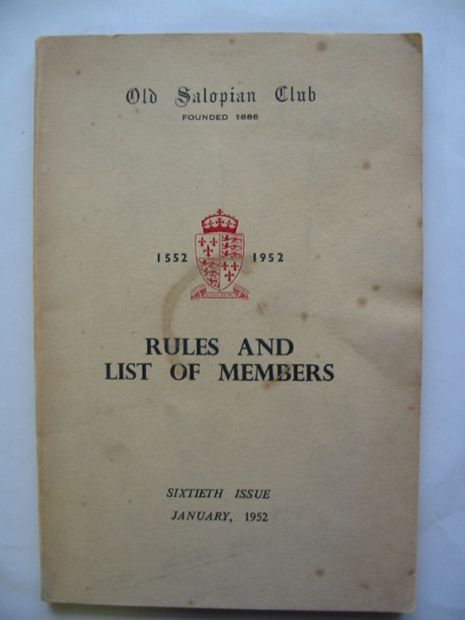 Old Salopian Club
FOUNDED 1886
1552 1952
RULES AND
LIST OF MEMBERS
SIXTIETH ISSUE
JANUARY, 1952